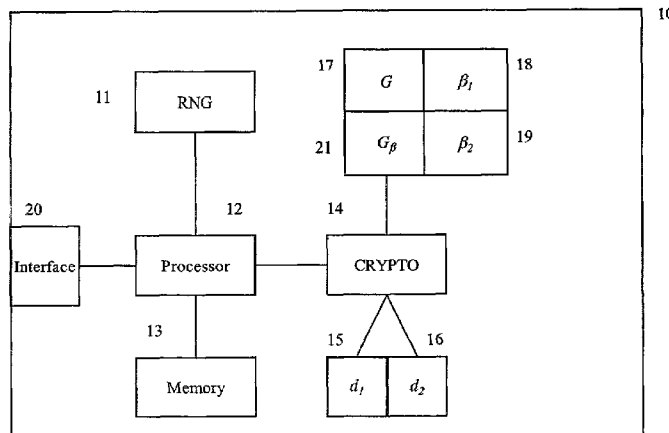 10
17
G
β1
18
11
RNG
21
Gβ
β2
19
20
12
14
Interface
Processor
CRYPTO
13
15
16
Memory
d1
d2